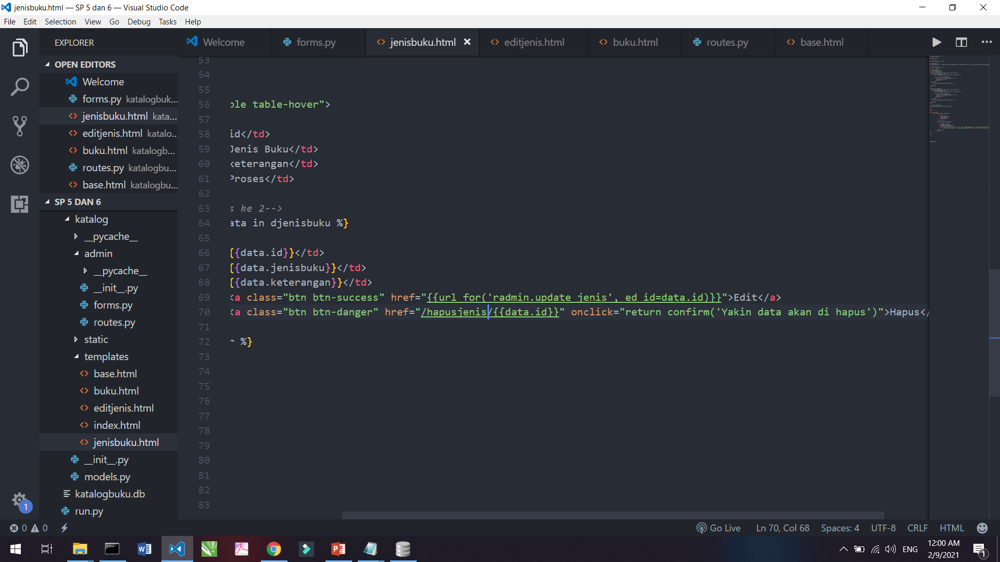 jenisbuku.html — SP 5 dan 6 — Visual Studio Code
File Edit Selection View Go Debug Tasks Help
EXPLORER
OPEN EDITORS
Welcome
forms.py katalogbuk...
jenisbuku.html kata...
editjenis.html katalo...
buku.html katalogb...
routes.py katalogbu...
base.html katalogbu...
SP 5 DAN 6
katalog
__pycache__
admin
__pycache__
__init__.py
forms.py
routes.py
static
templates
base.html
buku.html
editjenis.html
index.html
jenisbuku.html
__init__.py
models.py
katalogbuku.db
run.py
Welcome forms.py jenisbuku.html editjenis.html buku.html routes.py base.html
53
54
55
56 ble table-hover">
57
58 id</td>
59 Jenis Buku</td>
60 keterangan</td>
61 Proses</td>
62
63 s ke 2-->
64 ata in djenisbuku %}
65
66 {{data.id}}</td>
67 {{data.jenisbuku}}</td>
68 {{data.keterangan}}</td>
69 <a class="btn btn-success" href="{{url_for('radmin.update_jenis', ed_id=data.id)}}">Edit</a>
70 <a class="btn btn-danger" href="/hapusjenis/{{data.id}}" onclick="return confirm('Yakin data akan di hapus')">Hapus</
71
72 r %}
73
74
75
76
77
78
79
80
81
82
83
0 0 Go Live Ln 70, Col 68 Spaces: 4 UTF-8 CRLF HTML
1
ENG
12:00 AM
2/9/2021
1